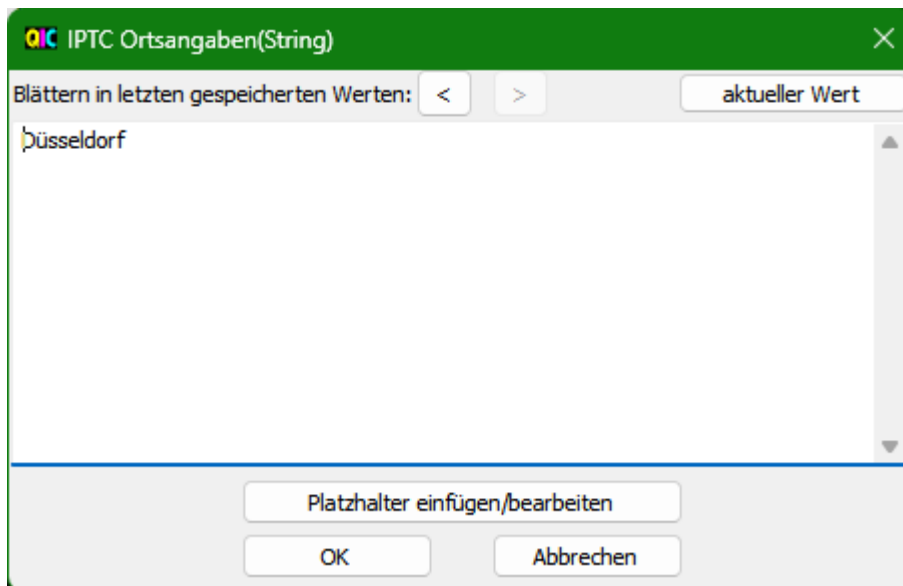 QIC IPTC Ortsangaben(String)
Blättern in letzten gespeicherten Werten: < > aktueller Wert
Düsseldorf
Platzhalter einfügen/bearbeiten
OK Abbrechen